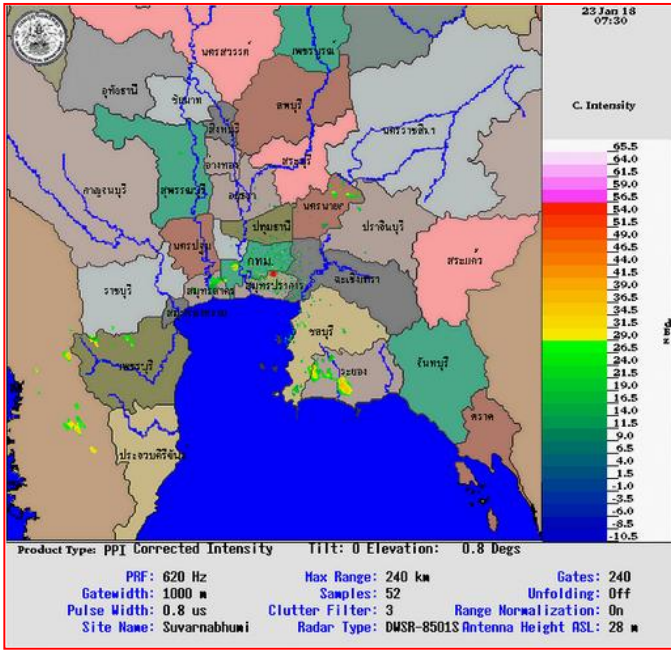 23 Jan 18
07:30
C. Intensity
นครสวรรค์
เพชรบูรณ์
อุทัยธานี
ชัยนาท
ลพบุรี
สิงห์บุรี
นครราชสีมา
อ่างทอง
สระบุรี
กาญจนบุรี
สุพรรณบุรี
อยุธยา
นครนายก
ปราจีนบุรี
ปทุมธานี
นครปฐม
กทม.
สระแก้ว
ราชบุรี
สมุทรสาคร
สมุทรปราการ
ฉะเชิงเทรา
สมุทรสงคราม
ชลบุรี
เพชรบุรี
ระยอง
จันทบุรี
ตราด
ประจวบคีรีขันธ์
65.5
64.0
61.5
59.0
56.5
54.0
51.5
49.0
46.5
44.0
41.5
39.0
36.5
34.0
31.5
29.0
26.5
24.0
21.5
19.0
16.5
14.0
11.5
9.0
6.5
4.0
1.5
-1.0
-3.5
-6.0
-8.5
-10.5
Product Type: PPI Corrected Intensity Tilt: 0 Elevation: 0.8 Degs
PRF: 620 Hz Max Range: 240 km Gates: 240
Gatewidth: 1000 m Samples: 52 Unfolding: Off
Pulse Width: 0.8 us Clutter Filter: 3 Range Normalization: On
Site Name: Suvarnabhumi Radar Type: DWSR-8501S Antenna Height ASL: 28 m